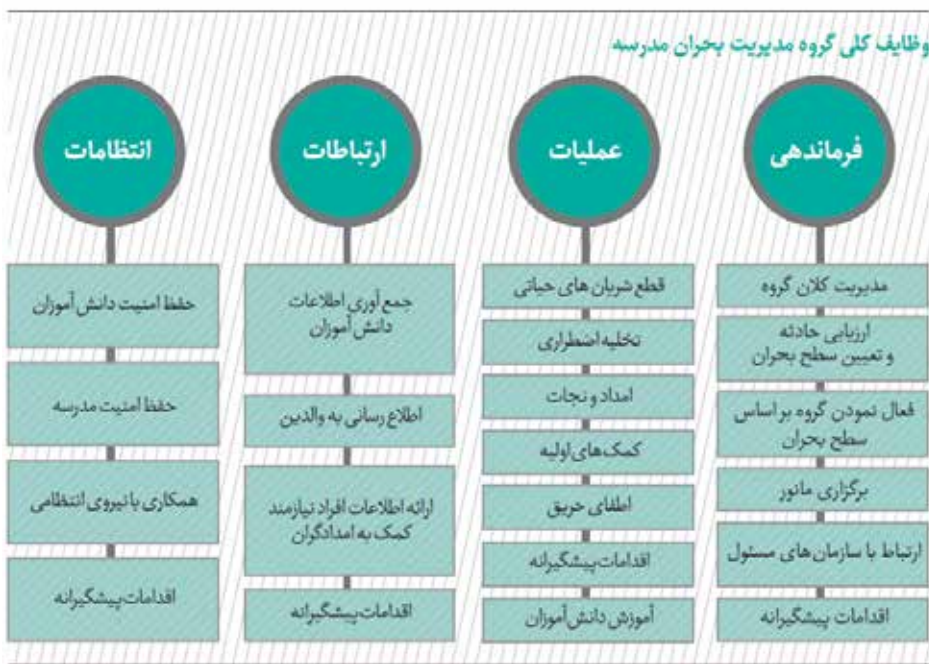 وظایف کلی گروه مدیریت بحران مدرسه
فرماندهی
مدیریت کلان گروه
ارزیابی حادثه
و تعیین سطح بحران
فعال نمودن گروه بر اساس
سطح بحران
برگزاری مانور
ارتباط با سازمان های مسئول
اقدامات پیشگیرانه
عملیات
قطع شریان های حیاتی
تخلیه اضطراری
امداد و نجات
کمک های اولیه
اطفای حریق
اقدامات پیشگیرانه
آموزش دانش آموزان
ارتباطات
جمع آوری اطلاعات
دانش آموزان
اطلاع رسانی به والدین
ارائه اطلاعات افراد نیازمند
کمک به امدادگران
اقدامات پیشگیرانه
انتظامات
حفظ امنیت دانش آموزان
حفظ امنیت مدرسه
همکاری با نیروی انتظامی
اقدامات پیشگیرانه